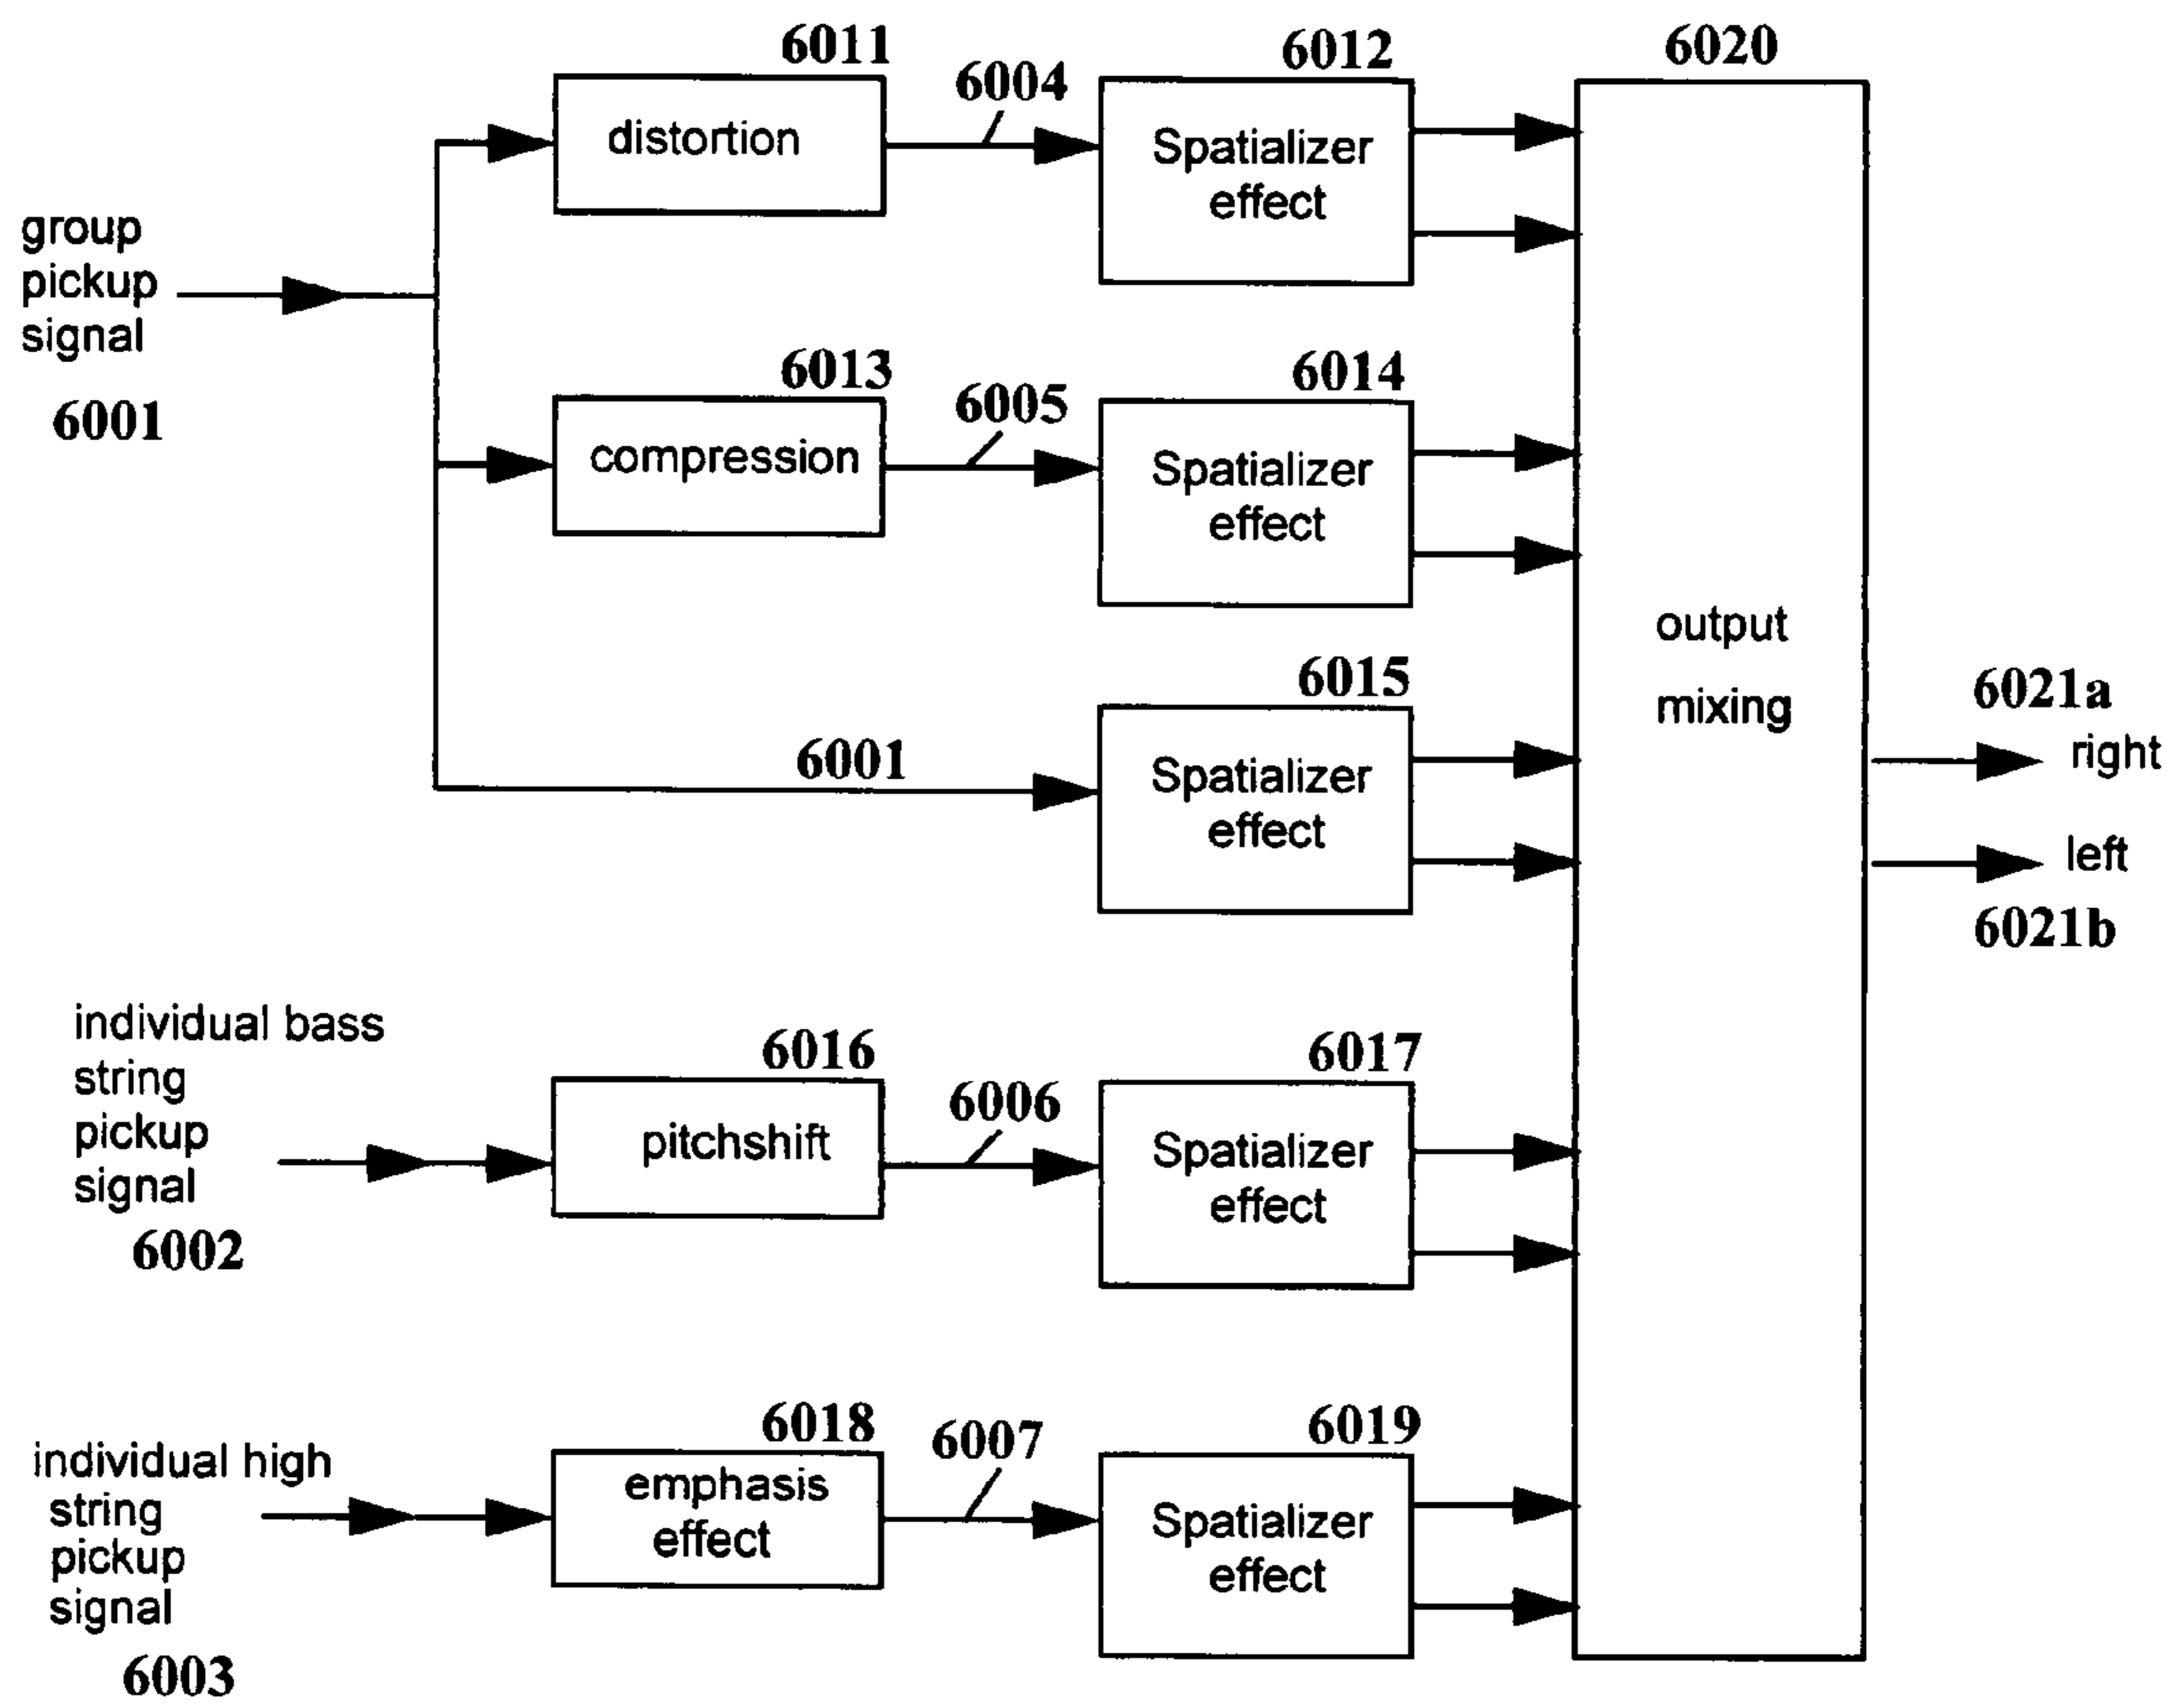 6011
6004
6012
6020
distortion
Spatializer
effect
group
pickup
signal
6001
6013
6005
6014
compression
Spatializer
effect
output
mixing
6015
6001
Spatializer
effect
6021a
right
left
6021b
individual bass
string
pickup
signal
6002
6016
6006
6017
pitchshift
Spatializer
effect
individual high
string
pickup
signal
6003
6018
6007
6019
emphasis
effect
Spatializer
effect